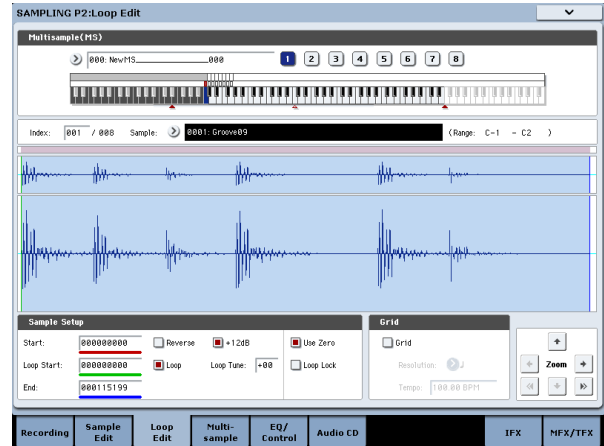 SAMPLING P2:Loop Edit
Multisample(MS)
000: NewMS_______________000
1 2 3 4 5 6 7 8
Index: 001 / 008 Sample: 0001: Groove09 (Range: C-1 - C2 )
Sample Setup
Start: 000000000 Reverse +12dB Use Zero
Loop Start: 000000000 Loop Loop Tune: +00 Loop Lock
End: 000115199
Grid
Grid
Resolution:
Tempo: 100.00 BPM
Zoom
Recording
Sample Edit
Loop Edit
Multi-sample
EQ/ Control
Audio CD
IFX
MFX/TFX